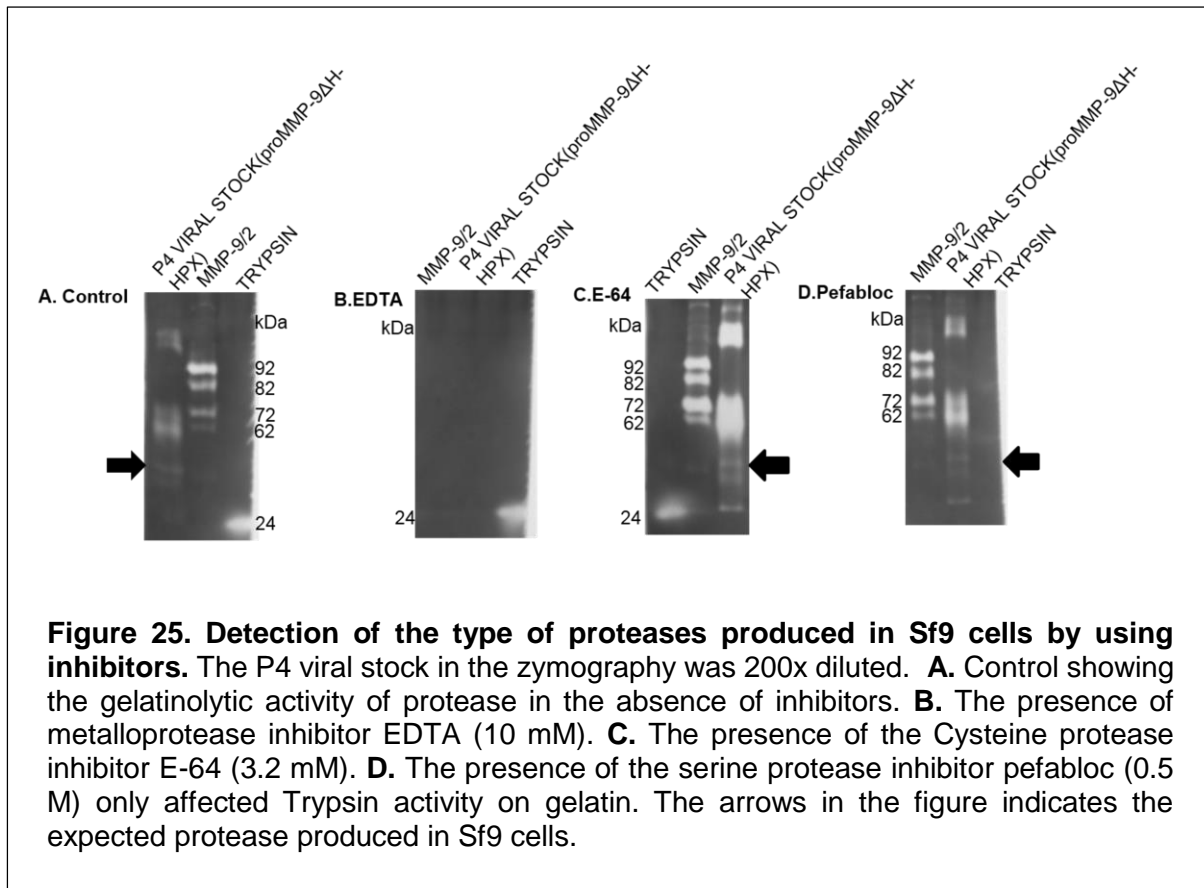 P4 VIRAL STOCK(proMMP-9ΔH-
HPX)
MMP-9/2
TRYPSIN
A. Control
kDa
92
82
72
62
24
MMP-9/2
P4 VIRAL STOCK(proMMP-9ΔH-
HPX)
TRYPSIN
B.EDTA
kDa
24
TRYPSIN
MMP-9/2
P4 VIRAL STOCK(proMMP-9ΔH-
HPX)
C.E-64
kDa
92
82
72
62
24
MMP-9/2
P4 VIRAL STOCK(proMMP-9ΔH-
HPX)
TRYPSIN
D.Pefabloc
kDa
92
82
72
62
24
Figure 25. Detection of the type of proteases produced in Sf9 cells by using
inhibitors. The P4 viral stock in the zymography was 200x diluted. A. Control showing
the gelatinolytic activity of protease in the absence of inhibitors. B. The presence of
metalloprotease inhibitor EDTA (10 mM). C. The presence of the Cysteine protease
inhibitor E-64 (3.2 mM). D. The presence of the serine protease inhibitor pefabloc (0.5
M) only affected Trypsin activity on gelatin. The arrows in the figure indicates the
expected protease produced in Sf9 cells.